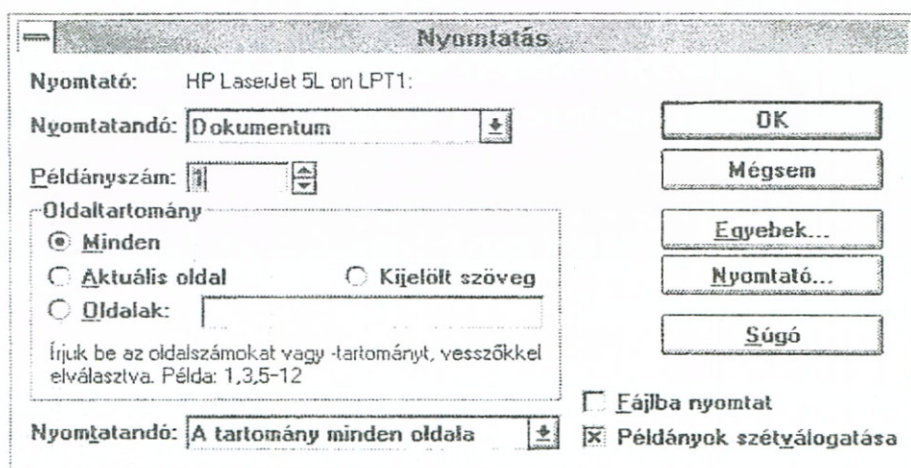 Nyomtatás
Nyomtató: HP LaserJet 5L on LPT1:
Nyomtatandó: Dokumentum
OK
Példányszám: 1
Mégsem
Oldaltartomány
Minden
Egyebek...
Aktuális oldal
Kijelölt szöveg
Nyomtató...
Oldalak:
Írjuk be az oldalszámokat vagy -tartományt, vesszőkkel
elválasztva. Példa: 1,3,5-12
Súgó
Fájlba nyomtat
Nyomtatandó: A tartomány minden oldala
Példányok szétválogatása